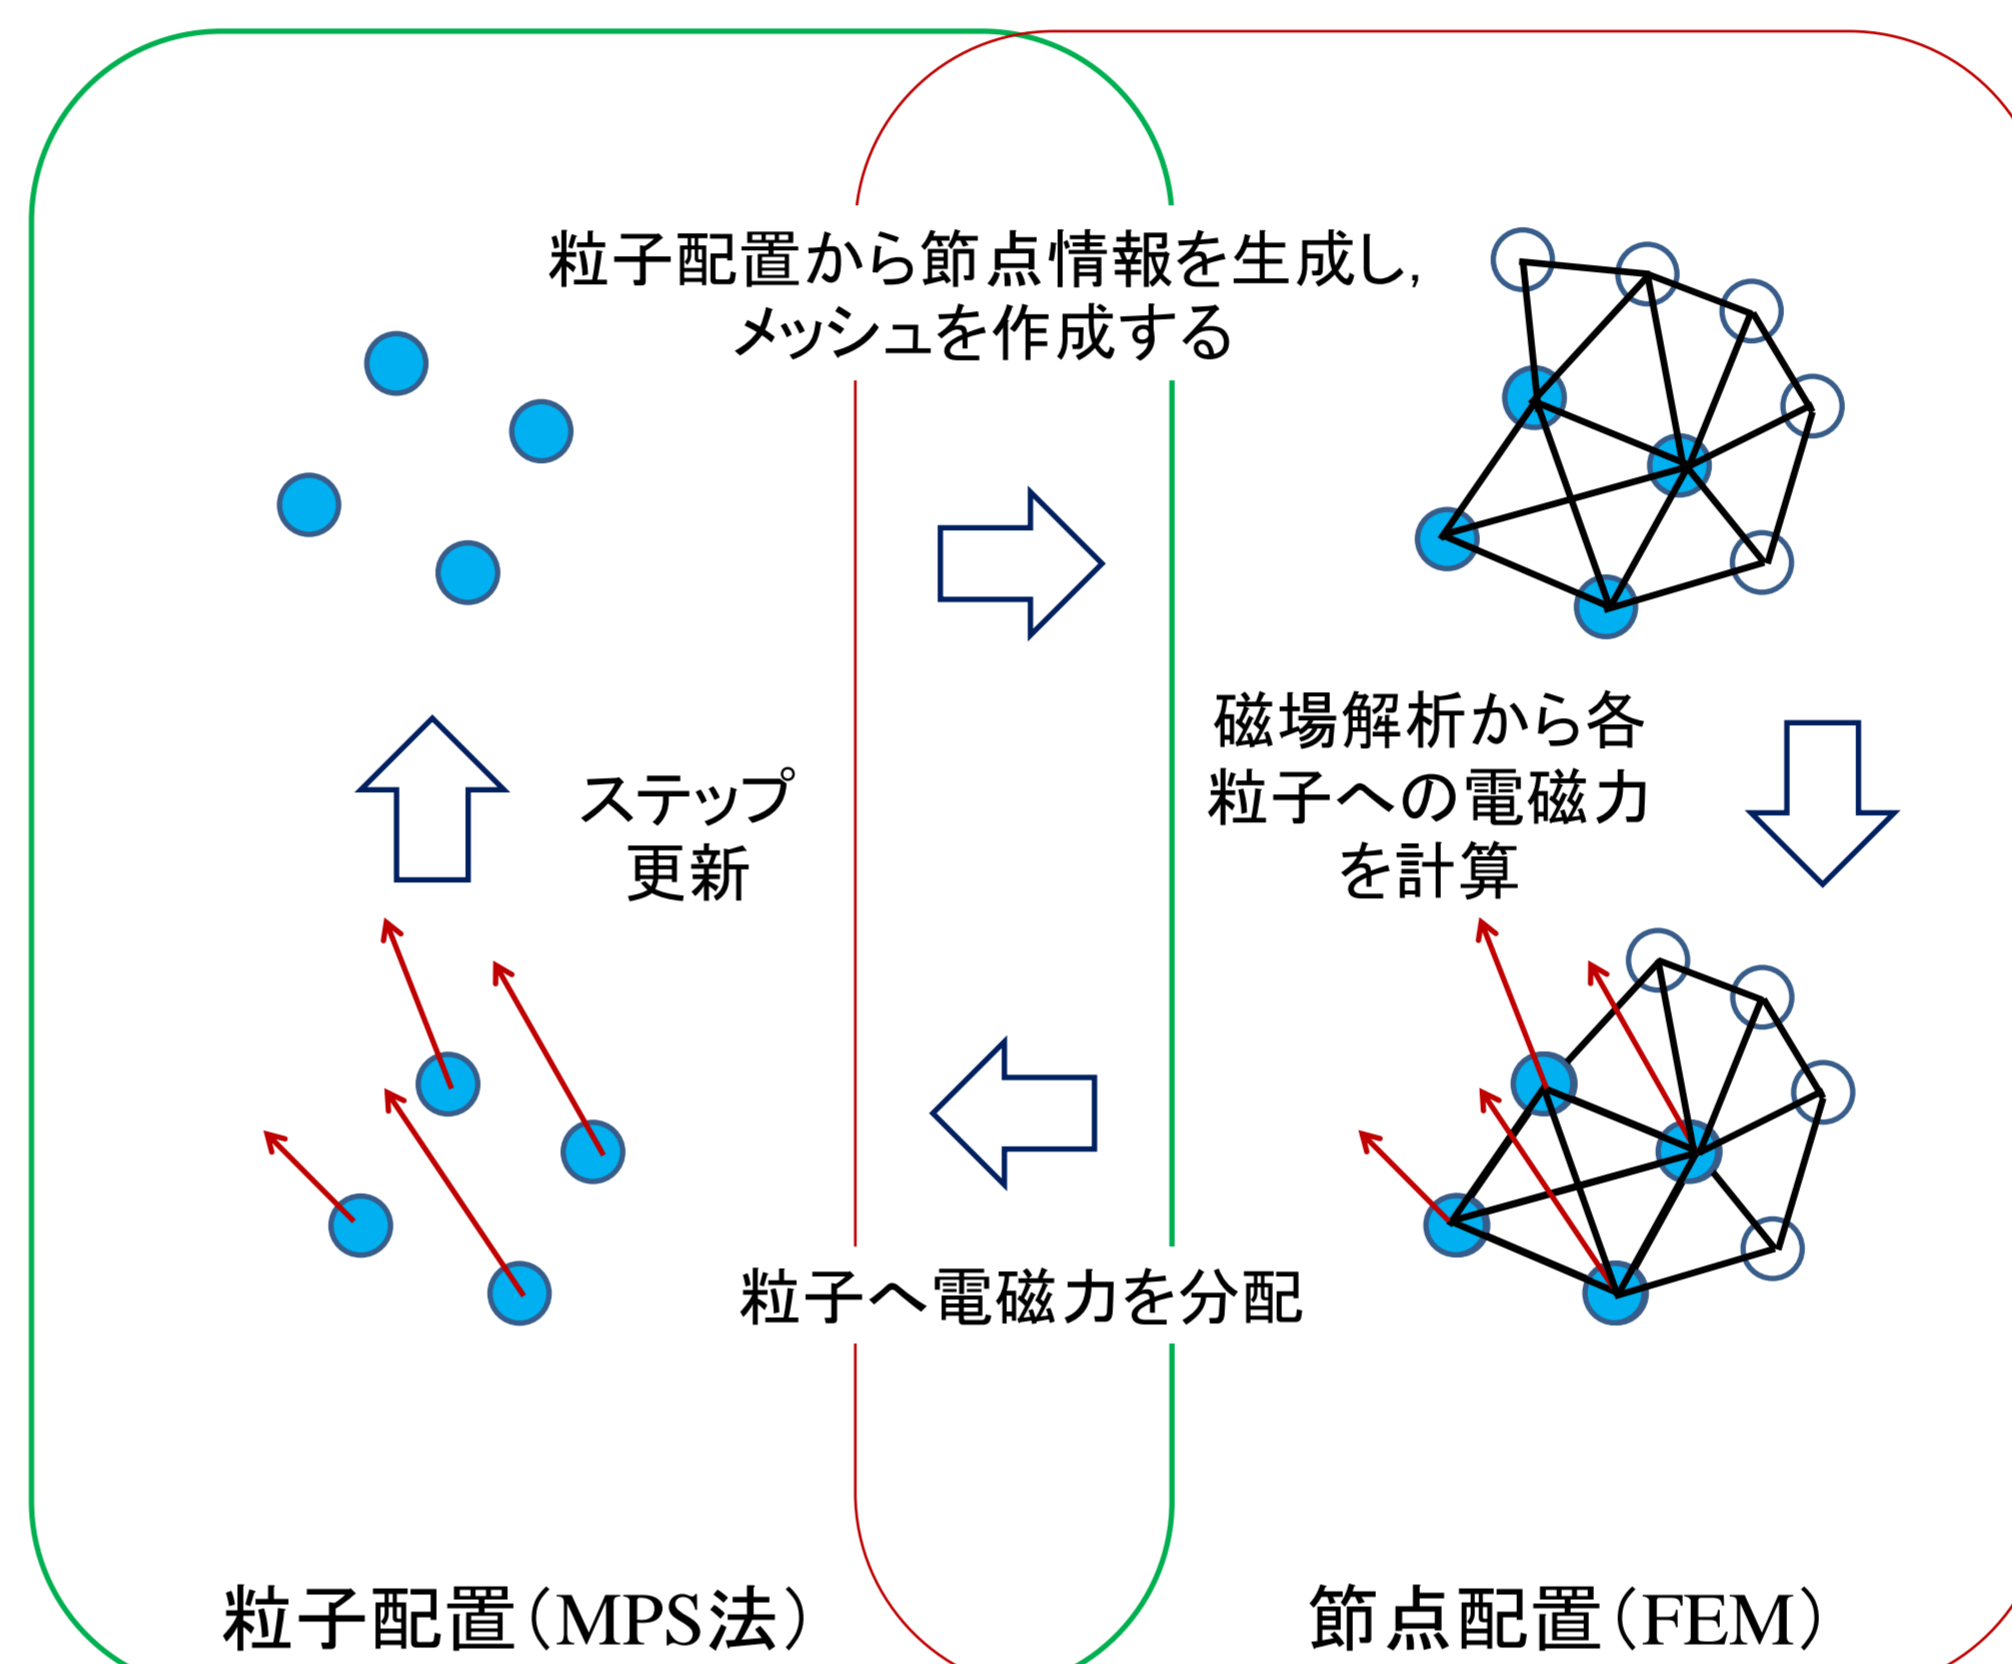 粒子配置から節点情報を生成し,
メッシュを作成する
磁場解析から各
粒子への電磁力
を計算
ステップ
更新
粒子へ電磁力を分配
粒子配置（MPS法）
節点配置（FEM）